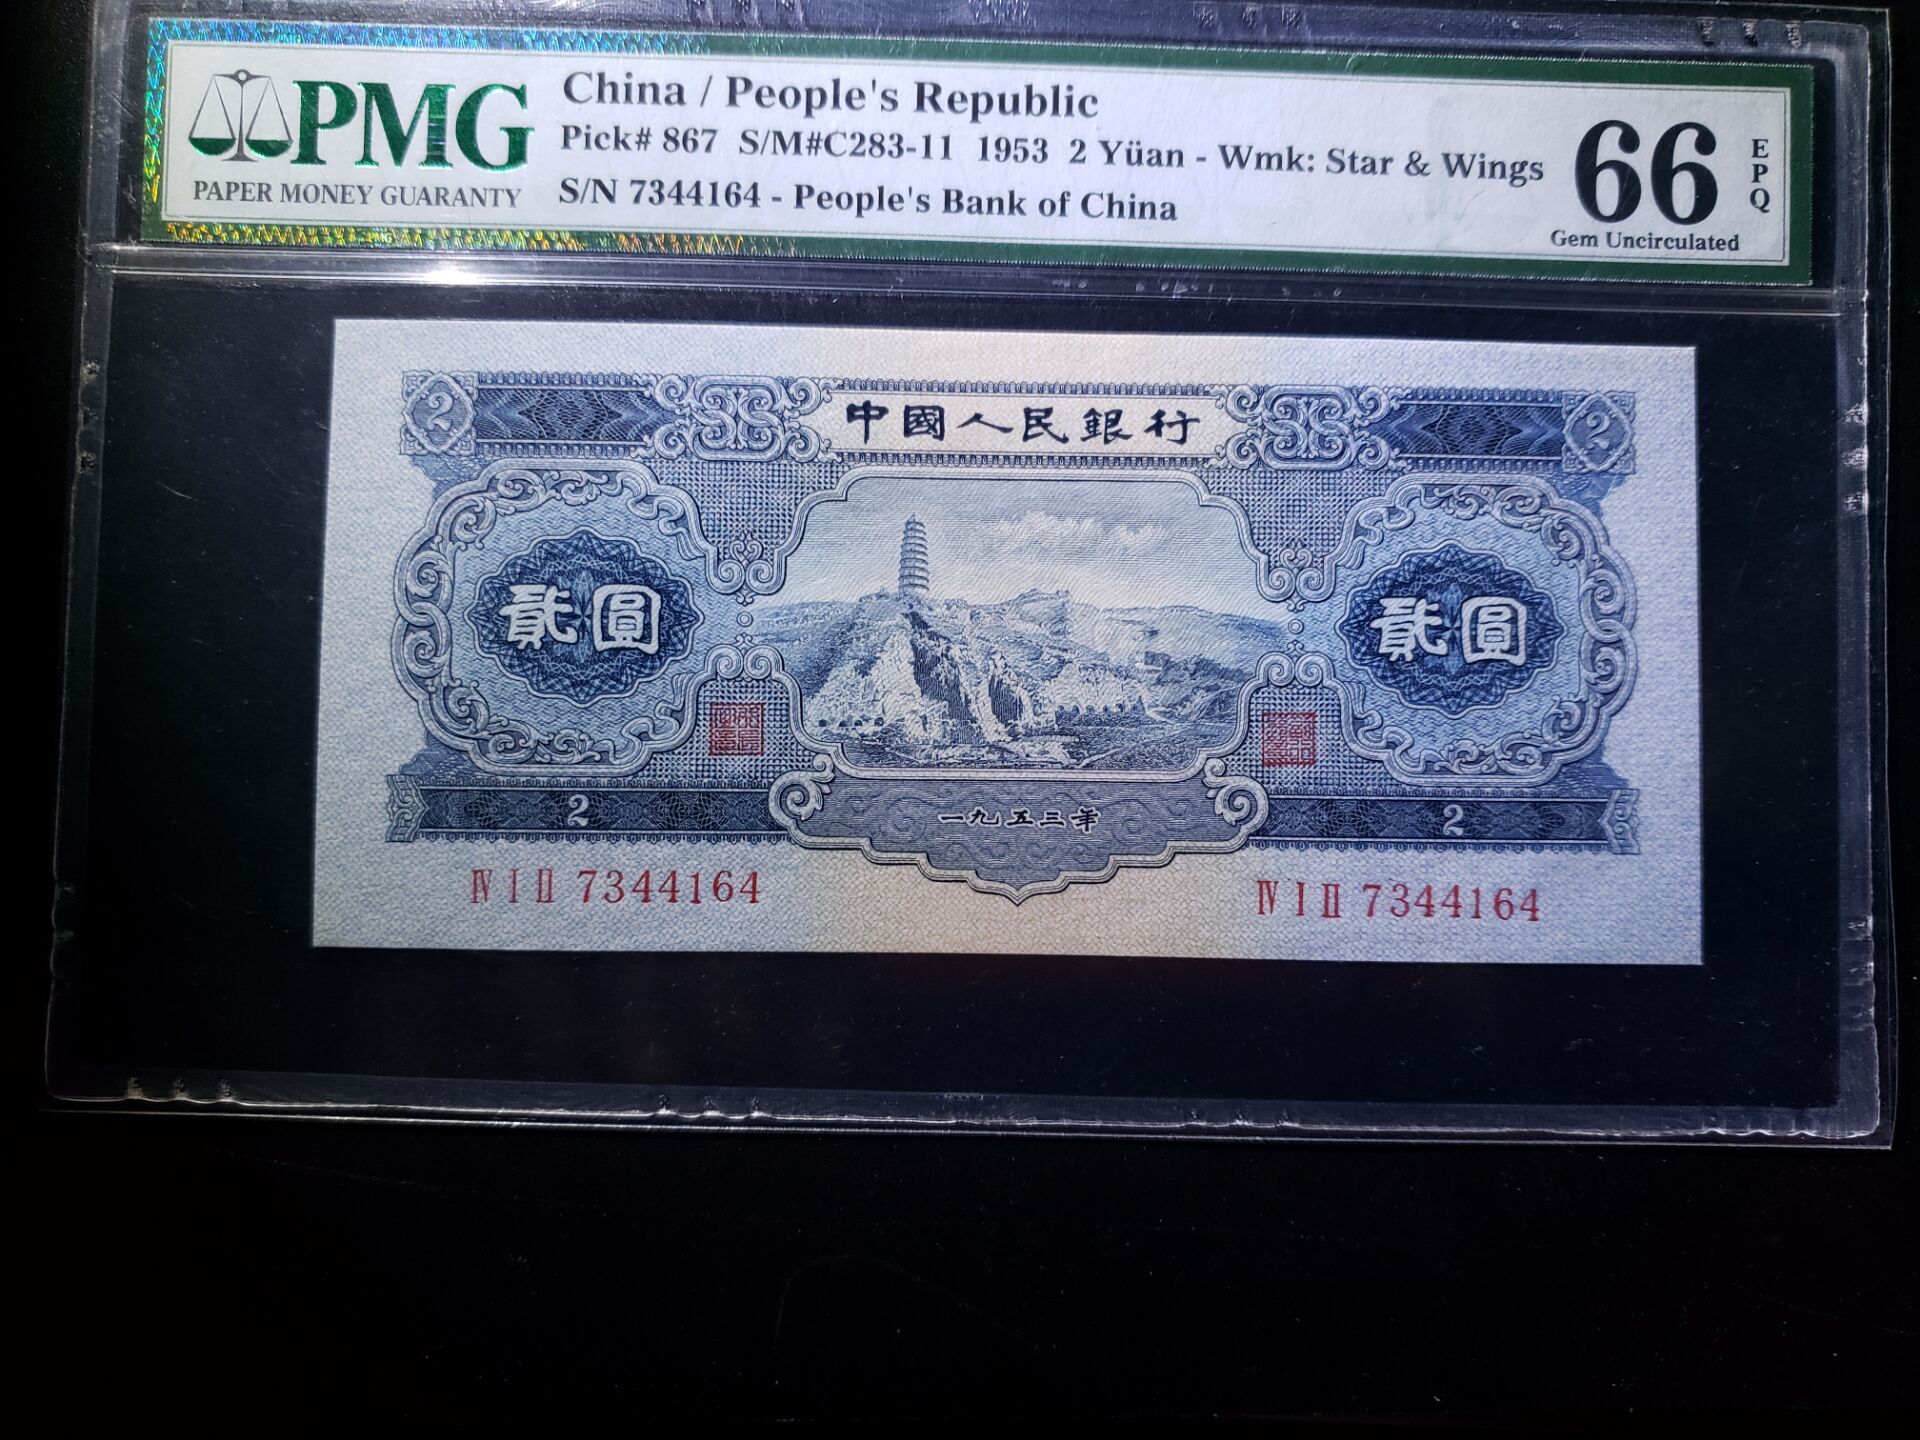 PMG
PAPER MONEY GUARANTY
China / People's Republic
Pick# 867 S/M#C283-11 1953 2 Yüan - Wmk: Star & Wings
S/N 7344164 - People's Bank of China
66
EPQ
Gem Uncirculated
2
中國人民銀行
2
貳圓
貳圓
2
一九五三年
2
Ⅳ Ⅰ Ⅱ 7344164
Ⅳ Ⅰ Ⅱ 7344164